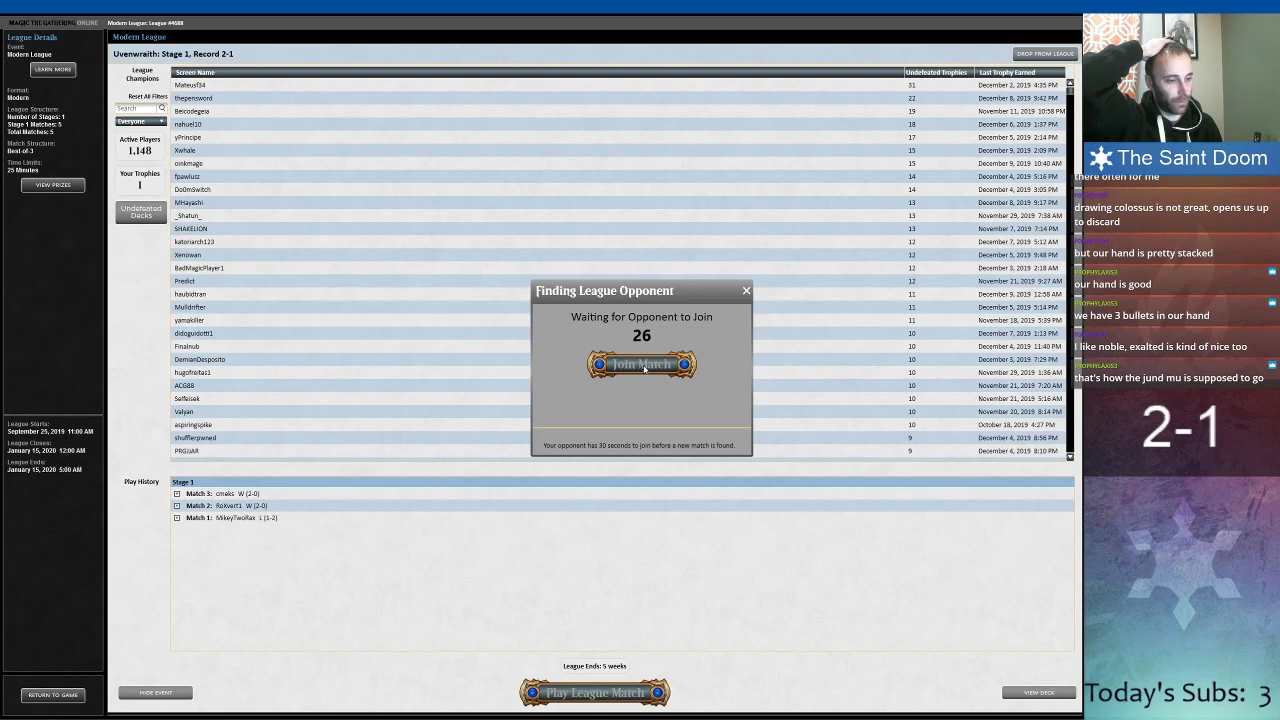 MAGIC THE GATHERING ONLINE
Modern League: League #4688
League Details
Event:
Modern League
LEARN MORE
Format:
Modern
League Structure:
Number of Stages: 1
Stage 1 Matches: 5
Total Matches: 5
Match Structure:
Best-of-3
Time Limits:
25 Minutes
VIEW PRIZES
League Starts:
September 25, 2019 11:00 AM
League Closes:
January 15, 2020 12:00 AM
League Ends:
January 15, 2020 5:00 AM
RETURN TO GAME
Modern League
Uvenwraith: Stage 1, Record 2-1
DROP FROM LEAGUE
League
Champions
Reset All Filters
Search
Everyone
Active Players
1,148
Your Trophies
1
Undefeated
Decks
Screen Name Undefeated Trophies Last Trophy Earned
Mateusf34 31 December 2, 2019 4:35 PM
thepensword 22 December 8, 2019 9:42 PM
Beicodegeia 19 November 11, 2019 10:58 PM
nahuel10 18 December 6, 2019 1:37 PM
yPrincipe 17 December 5, 2019 2:14 PM
Xwhale 15 December 9, 2019 2:09 PM
oinkmage 15 December 9, 2019 10:40 AM
fpawlusz 14 December 4, 2019 5:16 PM
Do0mSwitch 14 December 4, 2019 3:05 PM
MHayashi 13 December 8, 2019 9:17 PM
_Shatun_ 13 November 29, 2019 7:38 AM
SHAKELION 13 November 7, 2019 7:14 PM
katoriarch123 12 December 7, 2019 5:12 AM
Xenowan 12 December 5, 2019 9:48 PM
BadMagicPlayer1 12 December 3, 2019 2:18 AM
Predict 12 November 21, 2019 9:27 AM
haubidtran 11 December 9, 2019 12:58 AM
Mulldrifter 11 December 5, 2019 5:14 PM
yamakiller 11 November 18, 2019 5:39 PM
didoguidotti1 10 December 7, 2019 1:13 PM
Finalnub 10 December 4, 2019 11:40 PM
DemianDesposito 10 December 3, 2019 7:29 PM
hugofreitas1 10 November 29, 2019 1:36 AM
ACG88 10 November 21, 2019 7:20 AM
Selfeisek 10 November 21, 2019 5:16 AM
Valyan 10 November 20, 2019 8:14 PM
aspiringspike 10 October 18, 2019 4:27 PM
shufflerpwned 9 December 4, 2019 8:56 PM
PRGJJAR 9 December 4, 2019 8:10 PM
Finding League Opponent
Waiting for Opponent to Join
26
Join Match
Your opponent has 30 seconds to join before a new match is found.
Play History
Stage 1
Match 3: cmeks W (2-0)
Match 2: RoXvert1 W (2-0)
Match 1: MikeyTwoRax L (1-2)
League Ends: 5 weeks
HIDE EVENT
Play League Match
VIEW DECK
The Saint Doom
there often for me
drawing colossus is not great, opens us up
to discard
but our hand is pretty stacked
PROPHYLAXIS3
our hand is good
PROPHYLAXIS3
we have 3 bullets in our hand
I like noble, exalted is kind of nice too
PROPHYLAXIS3
that's how the jund mu is supposed to go
2-1
Today's Subs: 3